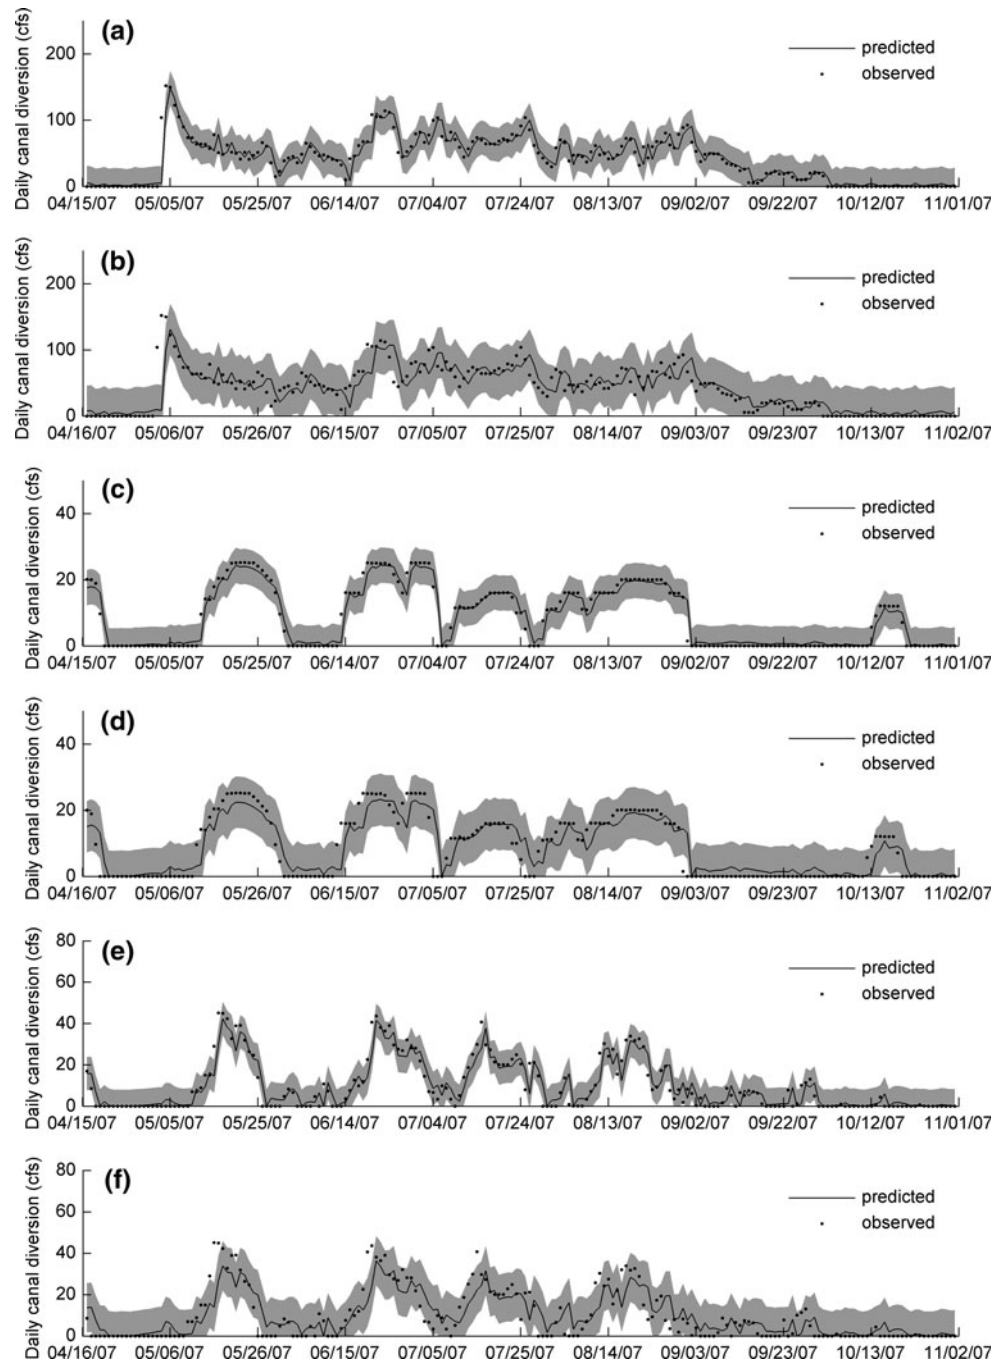 (a)
Daily canal diversion (cfs)
200
100
0
predicted
observed
04/15/07 05/05/07 05/25/07 06/14/07 07/04/07 07/24/07 08/13/07 09/02/07 09/22/07 10/12/07 11/01/07
(b)
Daily canal diversion (cfs)
200
100
0
predicted
observed
04/16/07 05/06/07 05/26/07 06/15/07 07/05/07 07/25/07 08/14/07 09/03/07 09/23/07 10/13/07 11/02/07
(c)
Daily canal diversion (cfs)
40
20
0
predicted
observed
04/15/07 05/05/07 05/25/07 06/14/07 07/04/07 07/24/07 08/13/07 09/02/07 09/22/07 10/12/07 11/01/07
(d)
Daily canal diversion (cfs)
40
20
0
predicted
observed
04/16/07 05/06/07 05/26/07 06/15/07 07/05/07 07/25/07 08/14/07 09/03/07 09/23/07 10/13/07 11/02/07
(e)
Daily canal diversion (cfs)
80
60
40
20
0
predicted
observed
04/15/07 05/05/07 05/25/07 06/14/07 07/04/07 07/24/07 08/13/07 09/02/07 09/22/07 10/12/07 11/01/07
(f)
Daily canal diversion (cfs)
80
60
40
20
0
predicted
observed
04/16/07 05/06/07 05/26/07 06/15/07 07/05/07 07/25/07 08/14/07 09/03/07 09/23/07 10/13/07 11/02/07